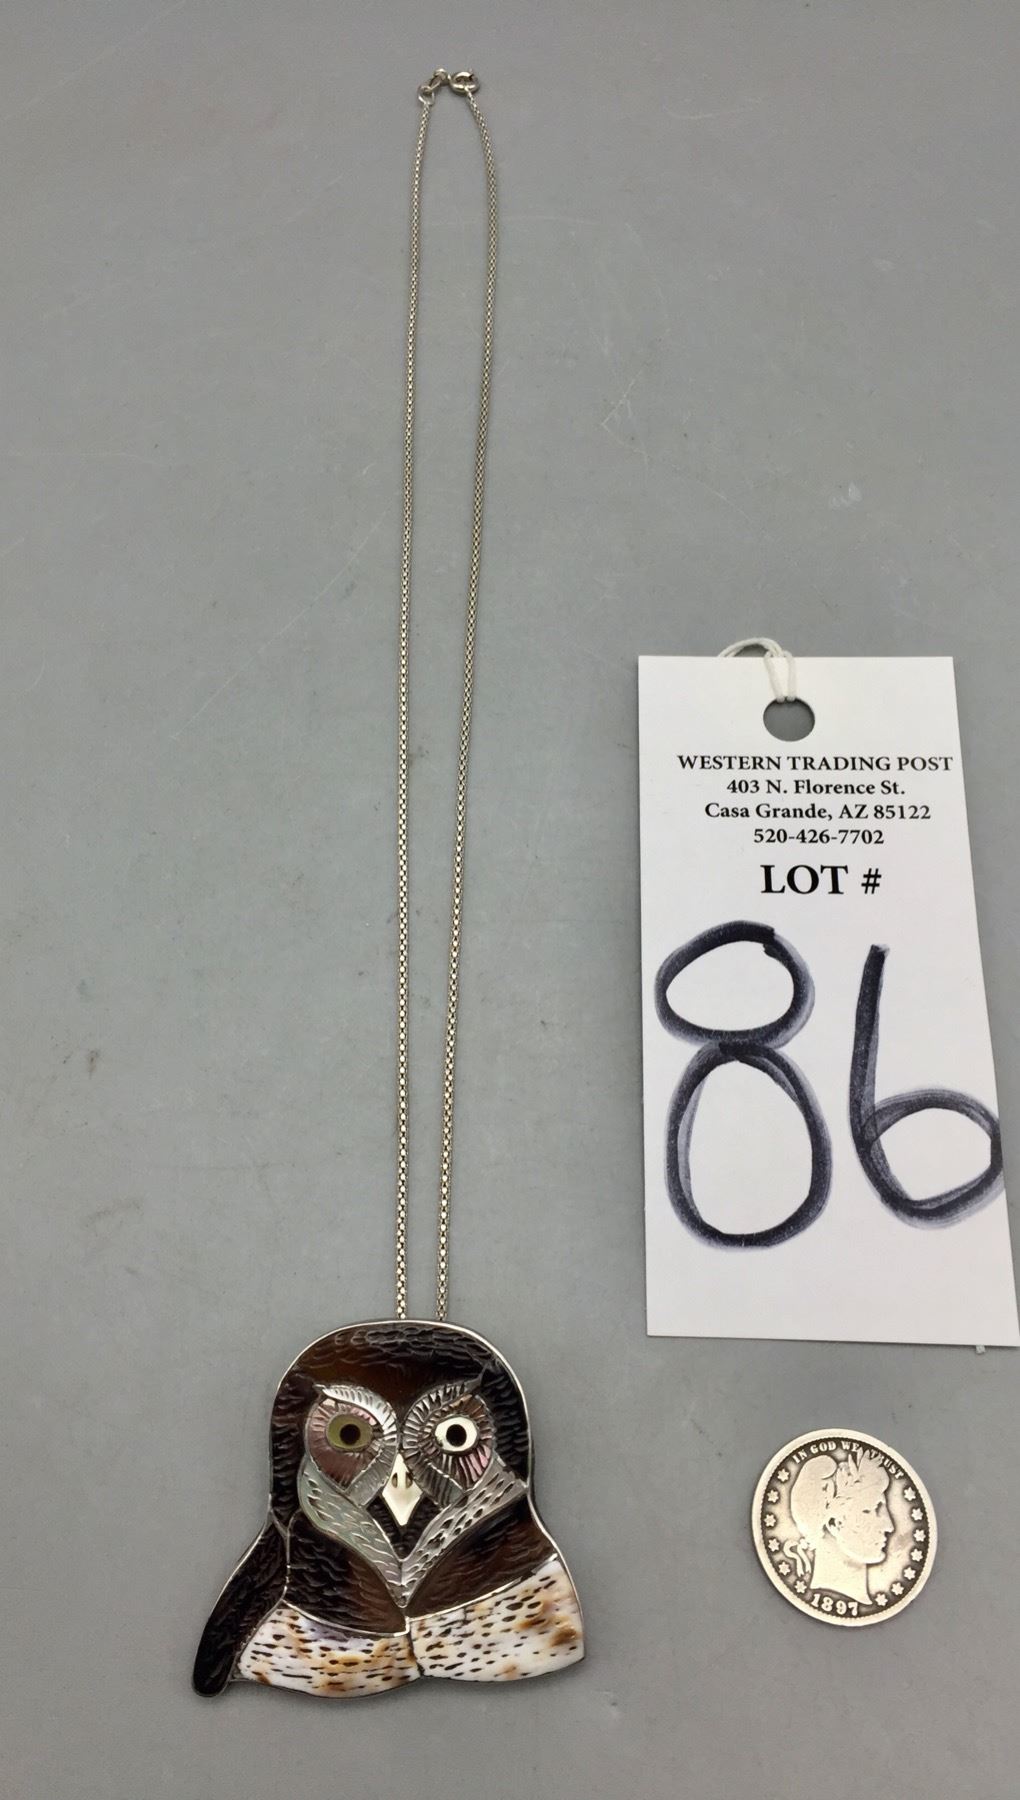 WESTERN TRADING POST
403 N. Florence St.
Casa Grande, AZ 85122
520-426-7702
LOT #
86
IN GOD WE TRUST
1897